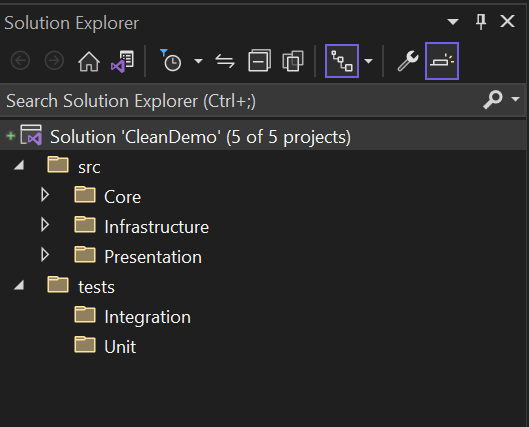 Solution Explorer
Search Solution Explorer (Ctrl+;)
Solution 'CleanDemo' (5 of 5 projects)
src
Core
Infrastructure
Presentation
tests
Integration
Unit